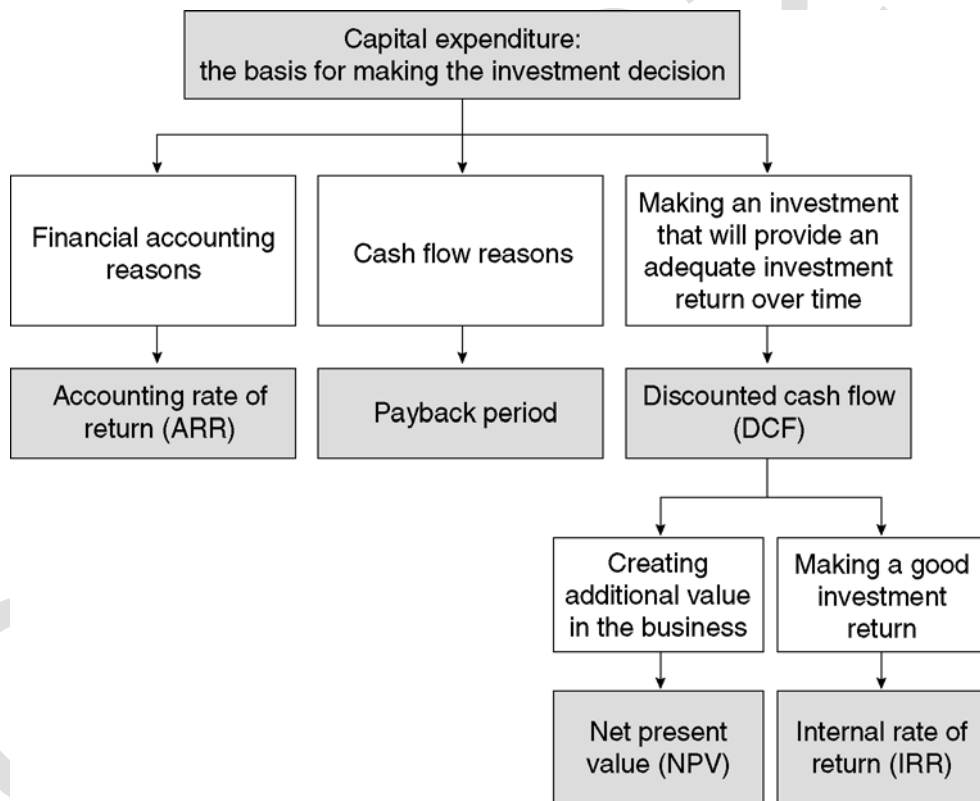 Capital expenditure:
the basis for making the investment decision
Financial accounting
reasons
Cash flow reasons
Making an investment
that will provide an
adequate investment
return over time
Accounting rate of
return (ARR)
Payback period
Discounted cash flow
(DCF)
Creating
additional value
in the business
Making a good
investment
return
Net present
value (NPV)
Internal rate of
return (IRR)